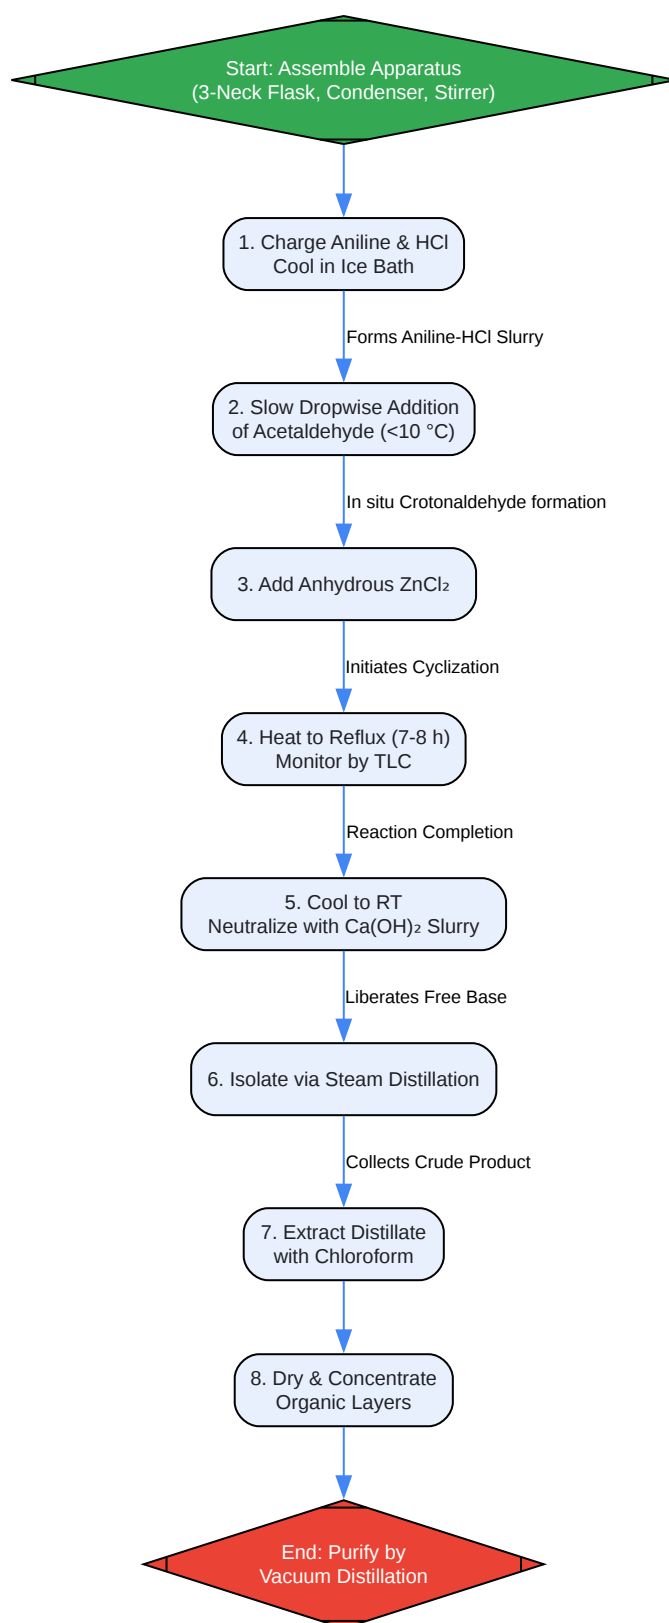 Start: Assemble Apparatus
(3-Neck Flask, Condenser, Stirrer)
1. Charge Aniline & HCl
Cool in Ice Bath
Forms Aniline-HCl Slurry
2. Slow Dropwise Addition
of Acetaldehyde (<10 °C)
In situ Crotonaldehyde formation
3. Add Anhydrous ZnCl₂
Initiates Cyclization
4. Heat to Reflux (7-8 h)
Monitor by TLC
Reaction Completion
5. Cool to RT
Neutralize with Ca(OH)₂ Slurry
Liberates Free Base
6. Isolate via Steam Distillation
Collects Crude Product
7. Extract Distillate
with Chloroform
8. Dry & Concentrate
Organic Layers
End: Purify by
Vacuum Distillation